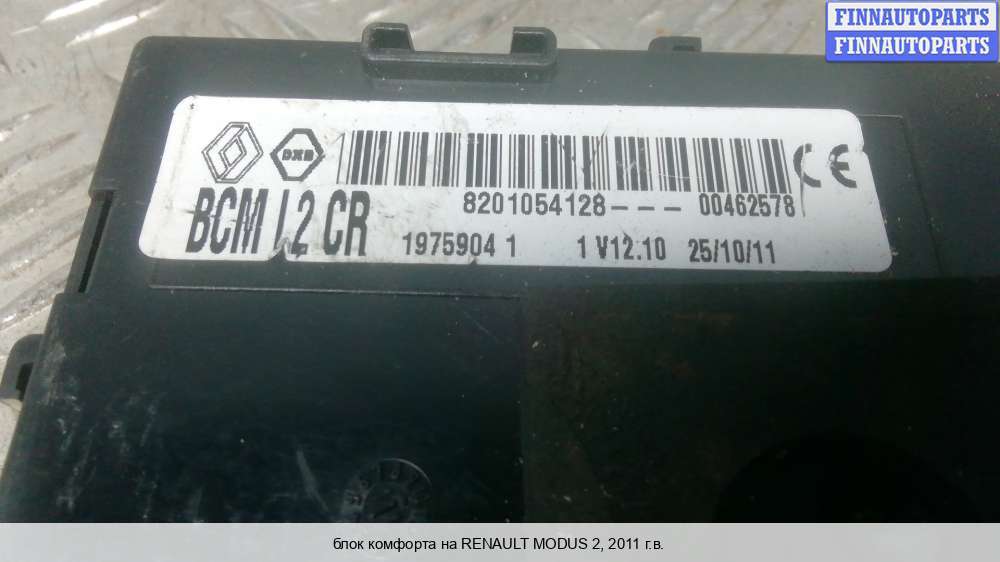 FINNAUTOPARTS
FINNAUTOPARTS
8201054128--- 00462578
BCM L2 CR
1975904 1 1 V12.10 25/10/11
CE
блок комфорта на RENAULT MODUS 2, 2011 г.в.